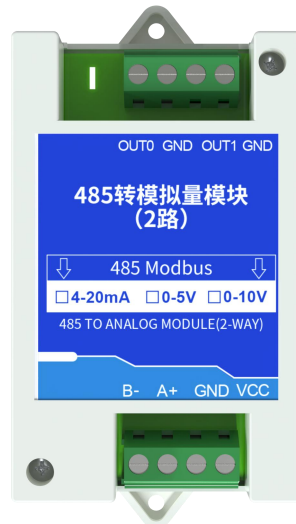 OUT0 GND OUT1 GND
485转模拟量模块
（2路）
485 Modbus
□4-20mA □0-5V □0-10V
485 TO ANALOG MODULE(2-WAY)
B- A+ GND VCC